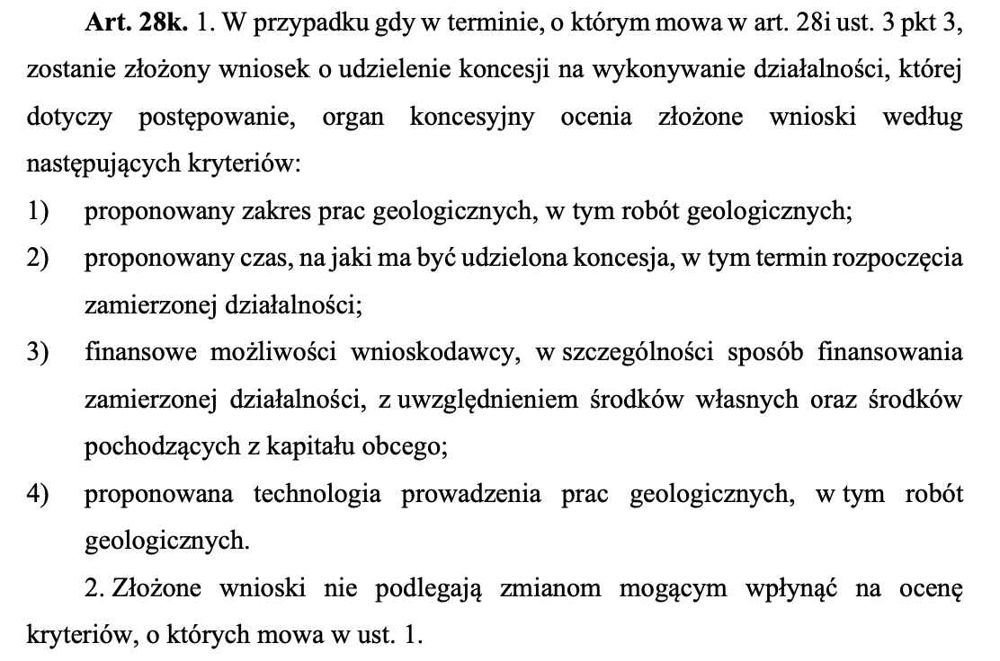 Art. 28k. 1. W przypadku gdy w terminie, o którym mowa w art. 28i ust. 3 pkt 3,
zostanie złożony wniosek o udzielenie koncesji na wykonywanie działalności, której
dotyczy postępowanie, organ koncesyjny ocenia złożone wnioski według
następujących kryteriów:
1) proponowany zakres prac geologicznych, w tym robót geologicznych;
2) proponowany czas, na jaki ma być udzielona koncesja, w tym termin rozpoczęcia
zamierzonej działalności;
3) finansowe możliwości wnioskodawcy, w szczególności sposób finansowania
zamierzonej działalności, z uwzględnieniem środków własnych oraz środków
pochodzących z kapitału obcego;
4) proponowana technologia prowadzenia prac geologicznych, w tym robót
geologicznych.
2. Złożone wnioski nie podlegają zmianom mogącym wpłynąć na ocenę
kryteriów, o których mowa w ust. 1.